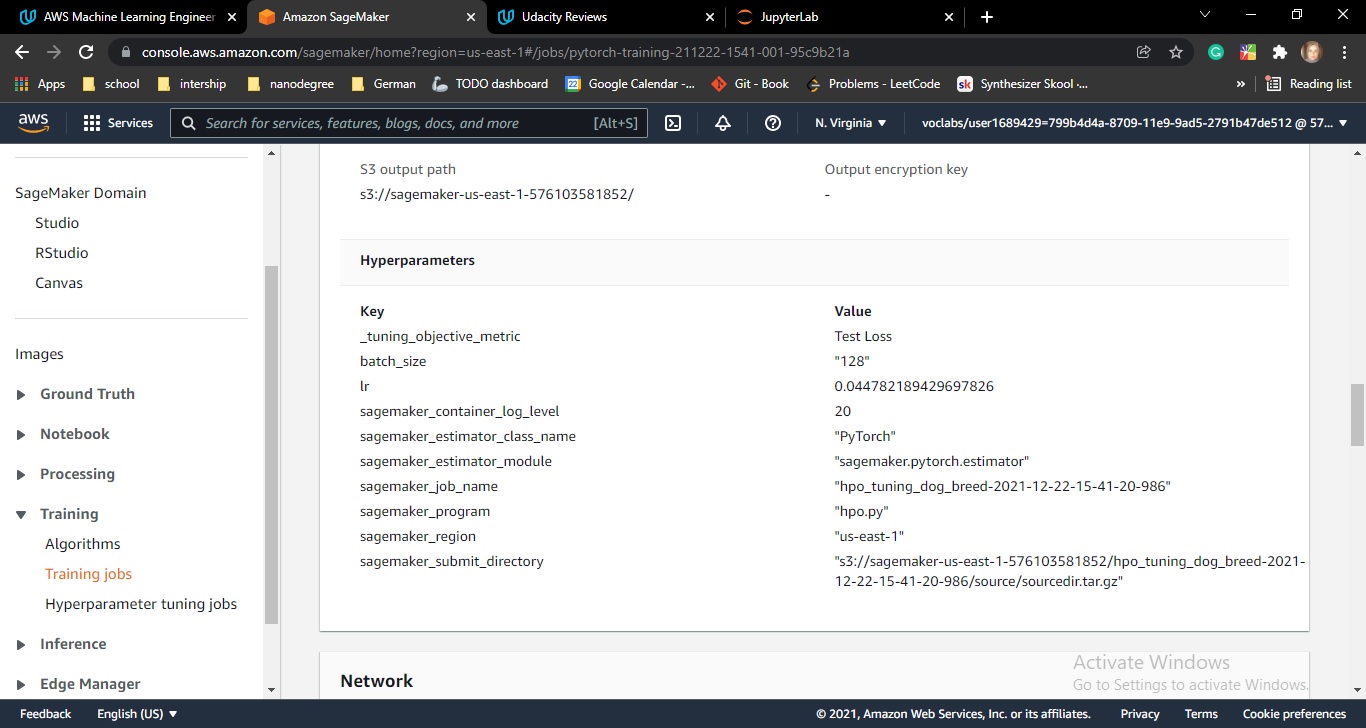 AWS Machine Learning Engineer
Amazon SageMaker
Udacity Reviews
JupyterLab
console.aws.amazon.com/sagemaker/home?region=us-east-1#/jobs/pytorch-training-211222-1541-001-95c9b21a
Apps
school
intership
nanodegree
German
TODO dashboard
22
Google Calendar -...
Git - Book
Problems - LeetCode
sk
Synthesizer Skool -...
»
Reading list
aws
Services
Search for services, features, blogs, docs, and more
[Alt+S]
N. Virginia
voclabs/user1689429=799b4d4a-8709-11e9-9ad5-2791b47de512 @ 57...
SageMaker Domain
Studio
RStudio
Canvas
Images
Ground Truth
Notebook
Processing
Training
Algorithms
Training jobs
Hyperparameter tuning jobs
Inference
Edge Manager
S3 output path
s3://sagemaker-us-east-1-576103581852/
Output encryption key
-
Hyperparameters
Key Value
_tuning_objective_metric Test Loss
batch_size "128"
lr 0.044782189429697826
sagemaker_container_log_level 20
sagemaker_estimator_class_name "PyTorch"
sagemaker_estimator_module "sagemaker.pytorch.estimator"
sagemaker_job_name "hpo_tuning_dog_breed-2021-12-22-15-41-20-986"
sagemaker_program "hpo.py"
sagemaker_region "us-east-1"
sagemaker_submit_directory "s3://sagemaker-us-east-1-576103581852/hpo_tuning_dog_breed-2021-
12-22-15-41-20-986/source/sourcedir.tar.gz"
Network
Activate Windows
Go to Settings to activate Windows.
Feedback
English (US)
© 2021, Amazon Web Services, Inc. or its affiliates.
Privacy
Terms
Cookie preferences